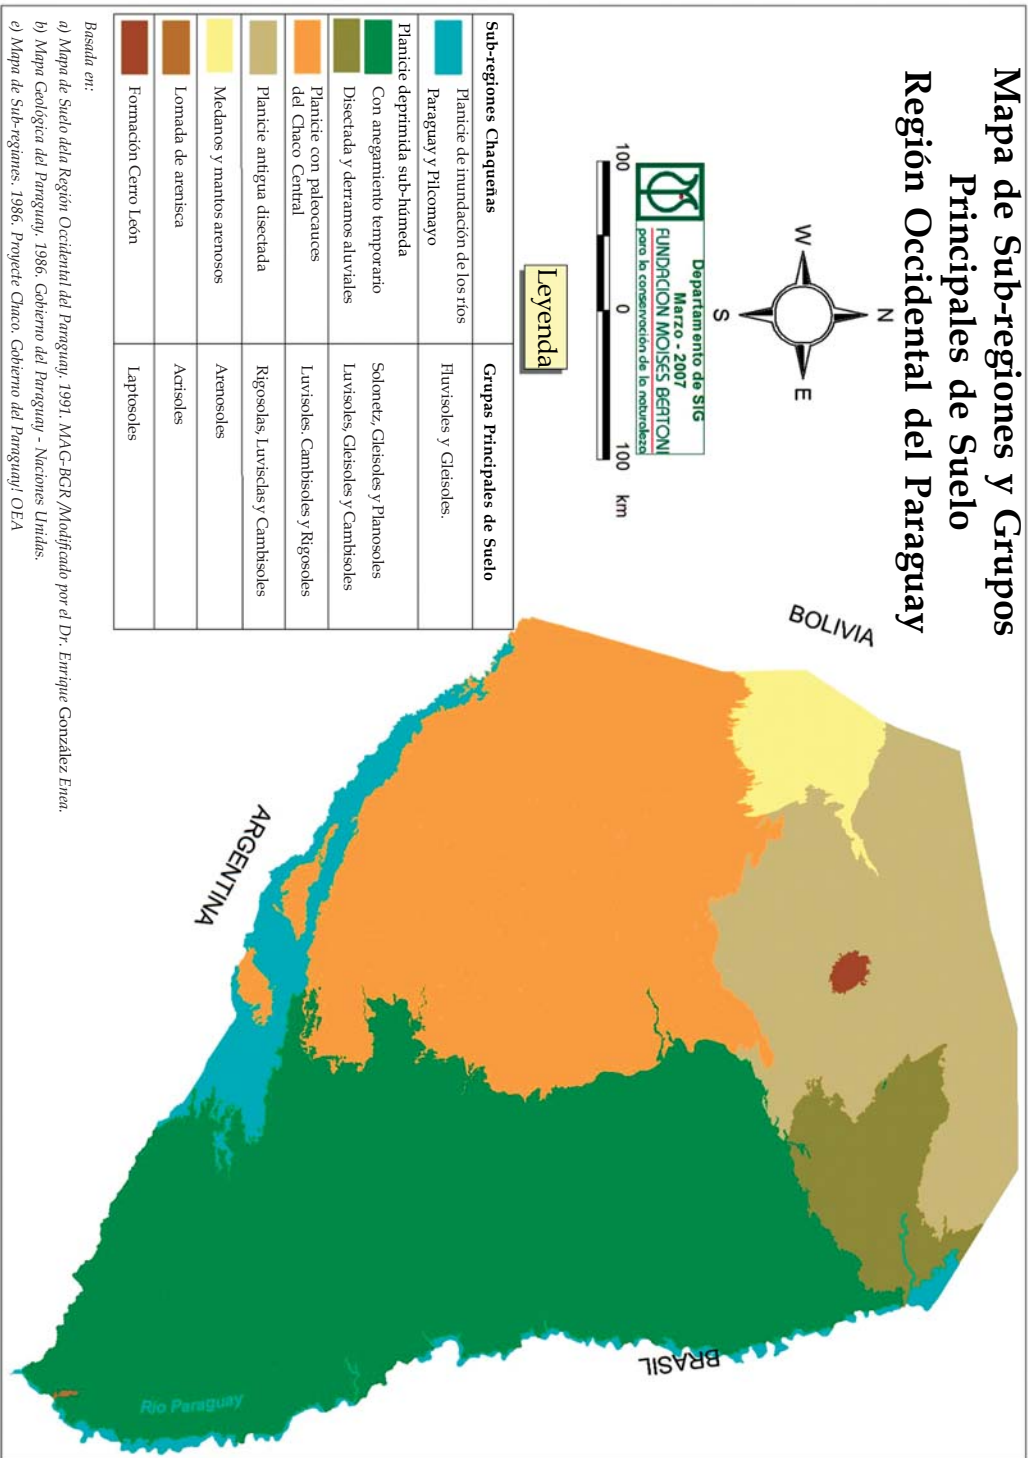 Mapa de Sub-regiones y Grupos
Principales de Suelo
Región Occidental del Paraguay
N
W
E
S
Departamento de SIG
Marzo - 2007
FUNDACION MOISES BERTONI
para la conservación de la naturaleza
100 0 100 km
Leyenda
Sub-regiones Chaqueñas
Grupas Principales de Suelo
Planicie de inundación de los ríos
Paraguay y Pilcomayo
Fluvisoles y Gleisoles.
Planicie deprimida sub-húmeda
Con anegamiento temporario
Solonetz, Gleisoles y Planosoles
Disectada y derramos aluviales
Luvisoles, Gleisoles y Cambisoles
Planicie con paleocauces
del Chaco Central
Luvisoles. Cambisoles y Rigosoles
Planicie antigua disectada
Rigosolas, Luvisclas y Cambisoles
Medanos y mantos arenosos
Arenosoles
Lomada de arenisca
Acrisoles
Formación Cerro León
Laptosoles
Basada en:
a) Mapa de Suelo dela Región Occidental del Paraguay. 1991. MAG-BGR /Modificado por el Dr. Enrique González Enea.
b) Mapa Geológica del Paraguay. 1986. Gobierno del Paraguay - Naciones Unidas.
e) Mapa de Sub-regianes. 1986. Proyecte Chaco. Gobierno del Paraguay! OEA
BOLIVIA
ARGENTINA
BRASIL
Rio Paraguay